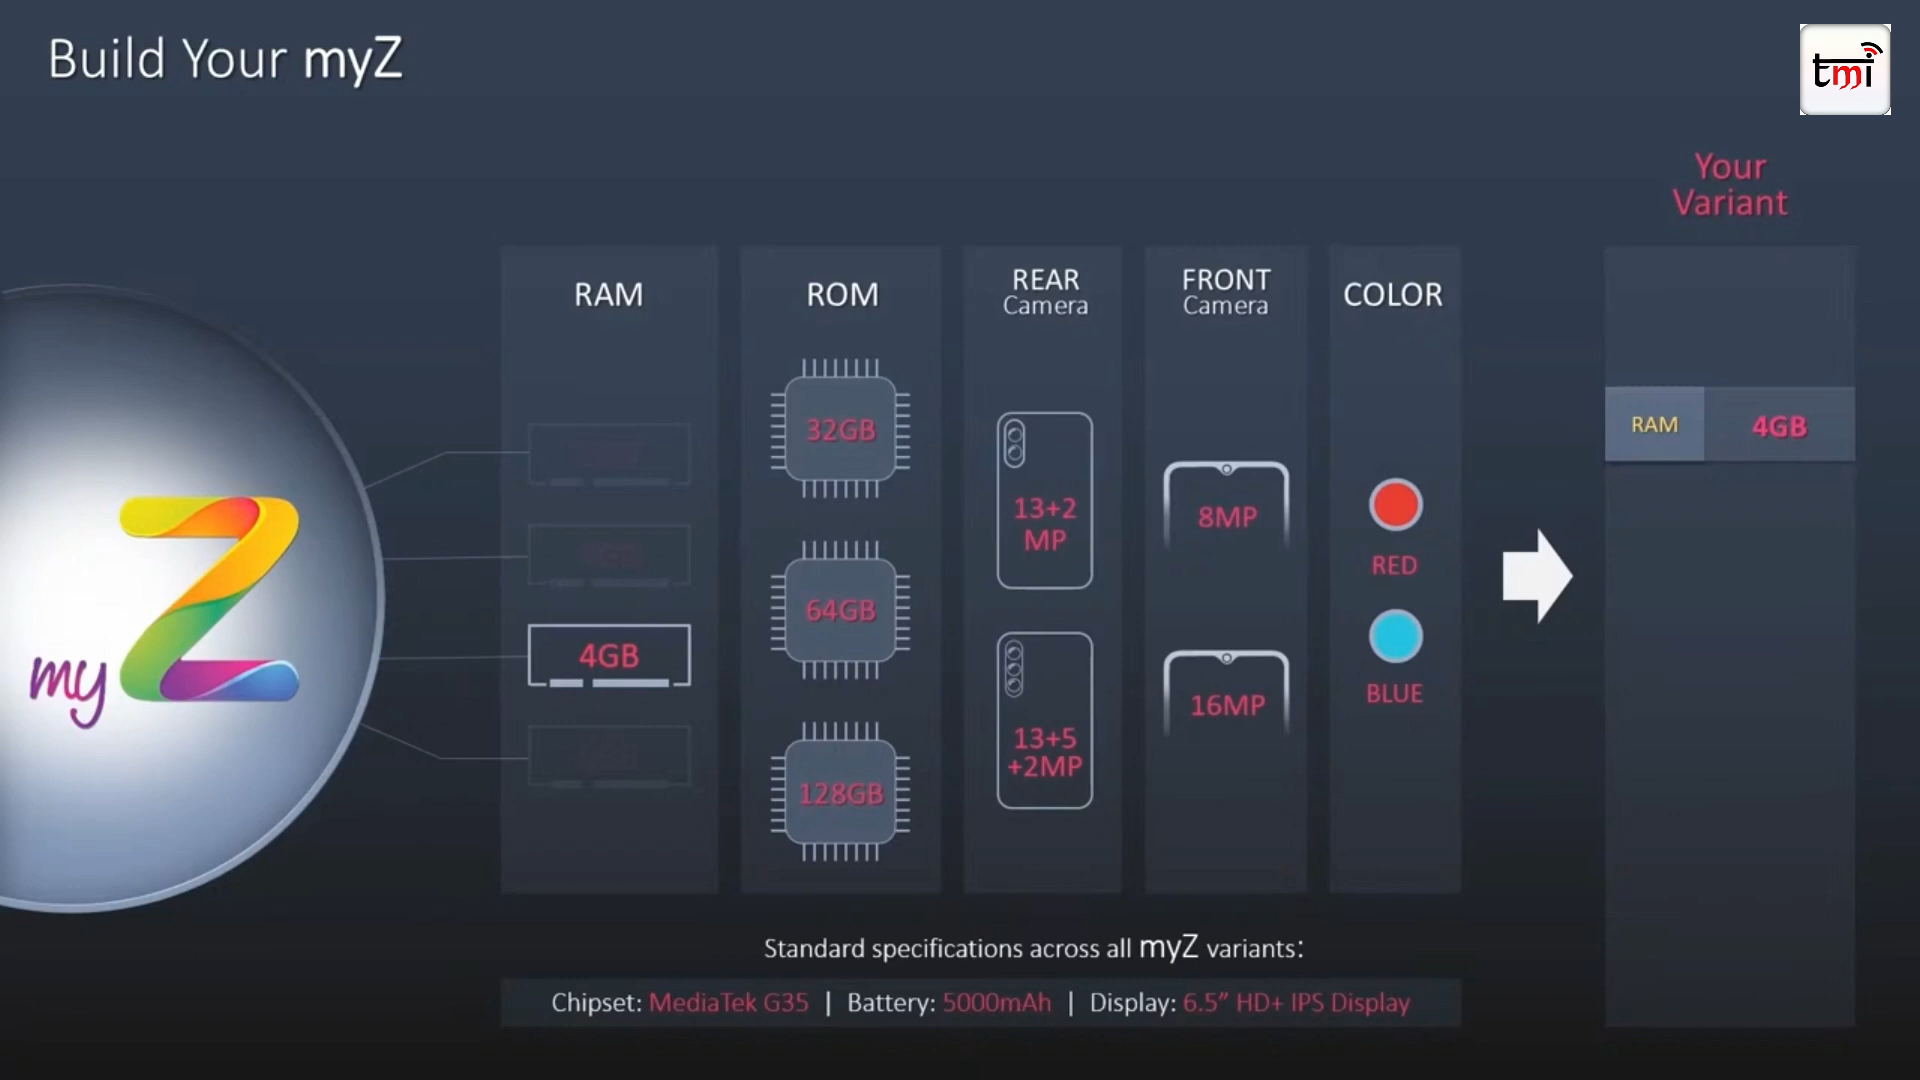 Build Your myZ
tmi
Your
Variant
RAM
ROM
REAR
Camera
FRONT
Camera
COLOR
32GB
64GB
128GB
13+2
MP
13+5
+2MP
8MP
16MP
RED
BLUE
4GB
RAM 4GB
my Z
Standard specifications across all myZ variants:
Chipset: MediaTek G35 | Battery: 5000mAh | Display: 6.5” HD+ IPS Display